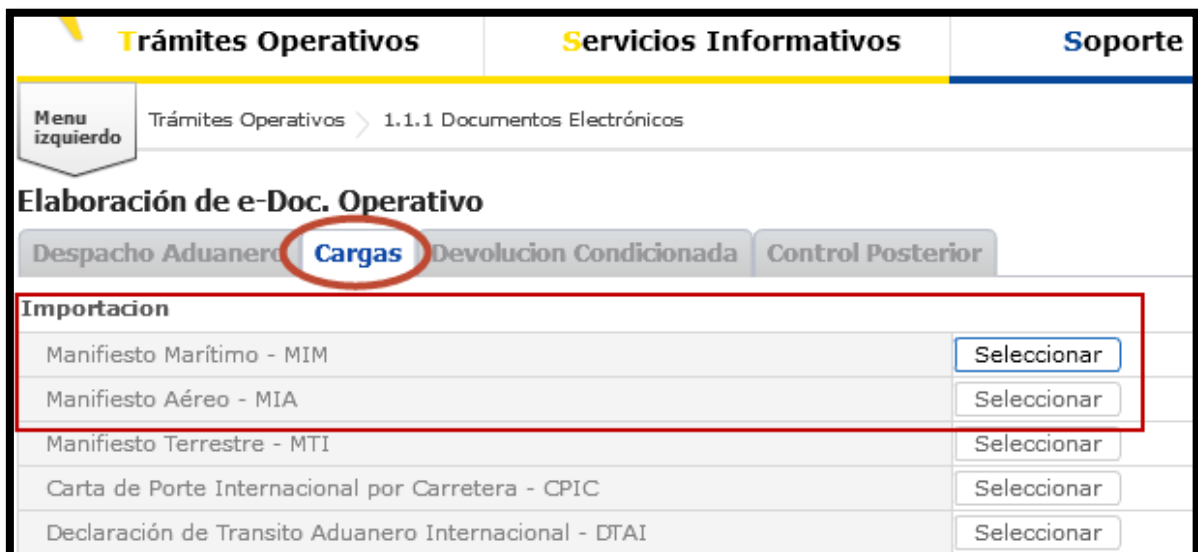 Trámites Operativos Servicios Informativos Soporte
Menu
izquierdo
Trámites Operativos 1.1.1 Documentos Electrónicos
Elaboración de e-Doc. Operativo
Despacho Aduanero Cargas Devolucion Condicionada Control Posterior
Importacion
Manifiesto Marítimo - MIM Seleccionar
Manifiesto Aéreo - MIA Seleccionar
Manifiesto Terrestre - MTI Seleccionar
Carta de Porte Internacional por Carretera - CPIC Seleccionar
Declaración de Transito Aduanero Internacional - DTAI Seleccionar